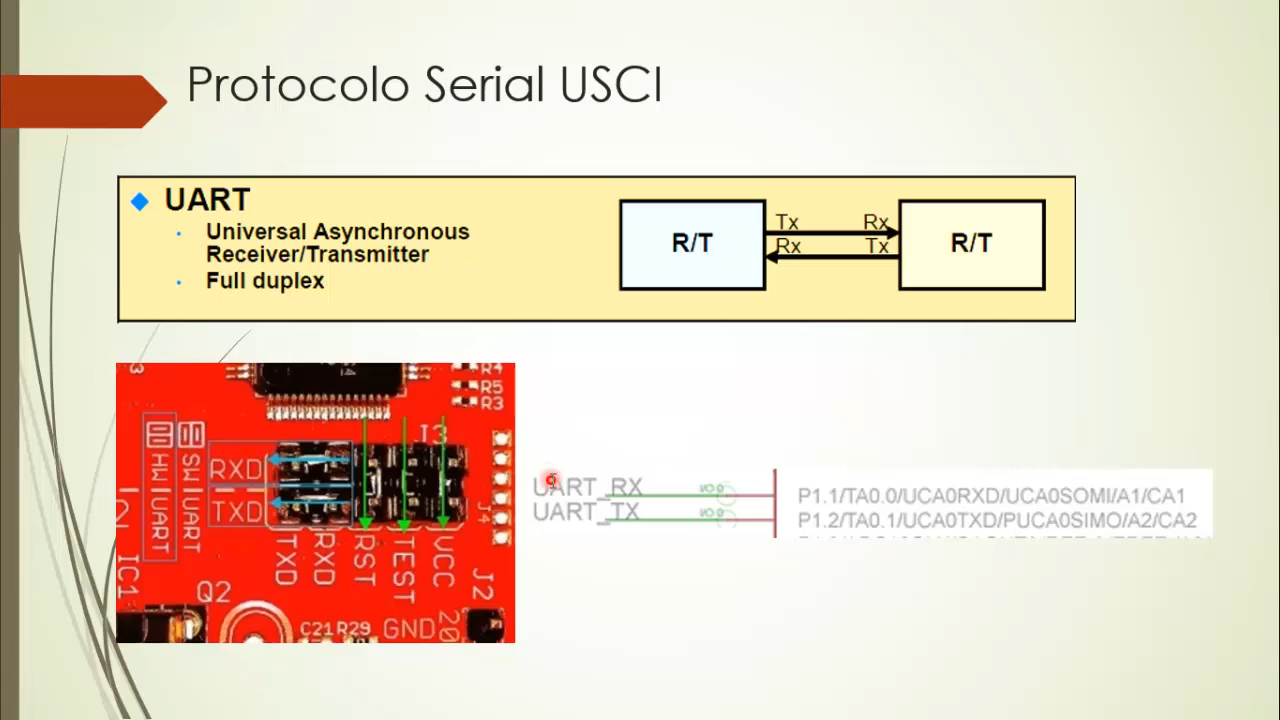 Protocolo Serial USCI
UART
Universal Asynchronous
Receiver/Transmitter
Full duplex
R/T
Tx
Rx
Rx
Tx
R/T
3
R4
R5
R3
J3
HW UART
SW UART
RXD
TXD
TXD
RXD
RST
TEST
VCC
J4
J2
IC1
Q2
C21
R29
GND
20
UART_RX
UART_TX
P1.1/TA0.0/UCA0RXD/UCA0SOMI/A1/CA1
P1.2/TA0.1/UCA0TXD/PUCA0SIMO/A2/CA2